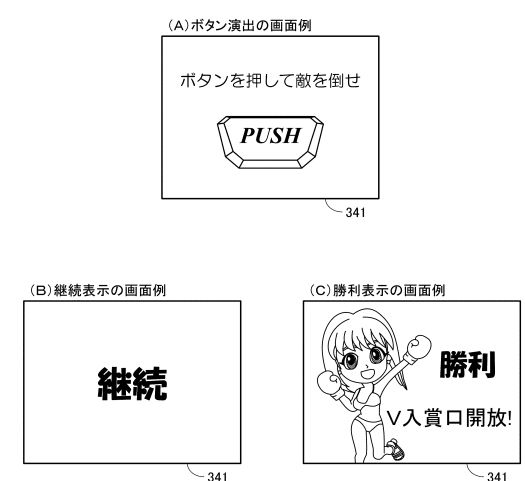 (A)ボタン演出の画面例
ボタンを押して敵を倒せ
PUSH
341
(B)継続表示の画面例
継続
341
(C)勝利表示の画面例
勝利
V入賞口開放!
341